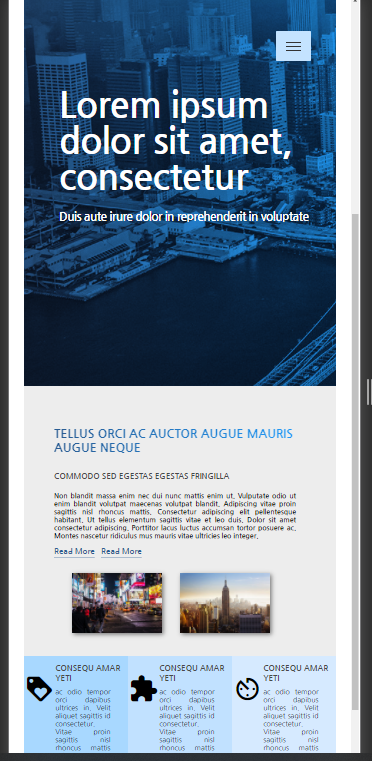 Lorem ipsum
dolor sit amet,
consectetur
Duis aute irure dolor in reprehenderit in voluptate
TELLUS ORCI AC AUCTOR AUGUE MAURIS
AUGUE NEQUE
COMMODO SED EGESTAS EGESTAS FRINGILLA
Non blandit massa enim nec dui nunc mattis enim ut. Vulputate odio ut
enim blandit volutpat maecenas volutpat blandit. Adipiscing vitae proin
sagittis nisl rhoncus mattis. Consectetur adipiscing elit pellentesque
habitant. Ut tellus elementum sagittis vitae et leo duis. Dolor sit amet
consectetur adipiscing. Porttitor lacus luctus accumsan tortor posuere ac.
Montes nascetur ridiculus mus mauris vitae ultricies leo integer.
Read More Read More
CONSEQU AMAR
YETI
ac odio tempor
orci dapibus
ultrices in. Velit
aliquet sagittis id
consectetur.
Vitae proin
sagittis nisl
rhoncus mattis
CONSEQU AMAR
YETI
ac odio tempor
orci dapibus
ultrices in. Velit
aliquet sagittis id
consectetur.
Vitae proin
sagittis nisl
rhoncus mattis
CONSEQU AMAR
YETI
ac odio tempor
orci dapibus
ultrices in. Velit
aliquet sagittis id
consectetur.
Vitae proin
sagittis nisl
rhoncus mattis